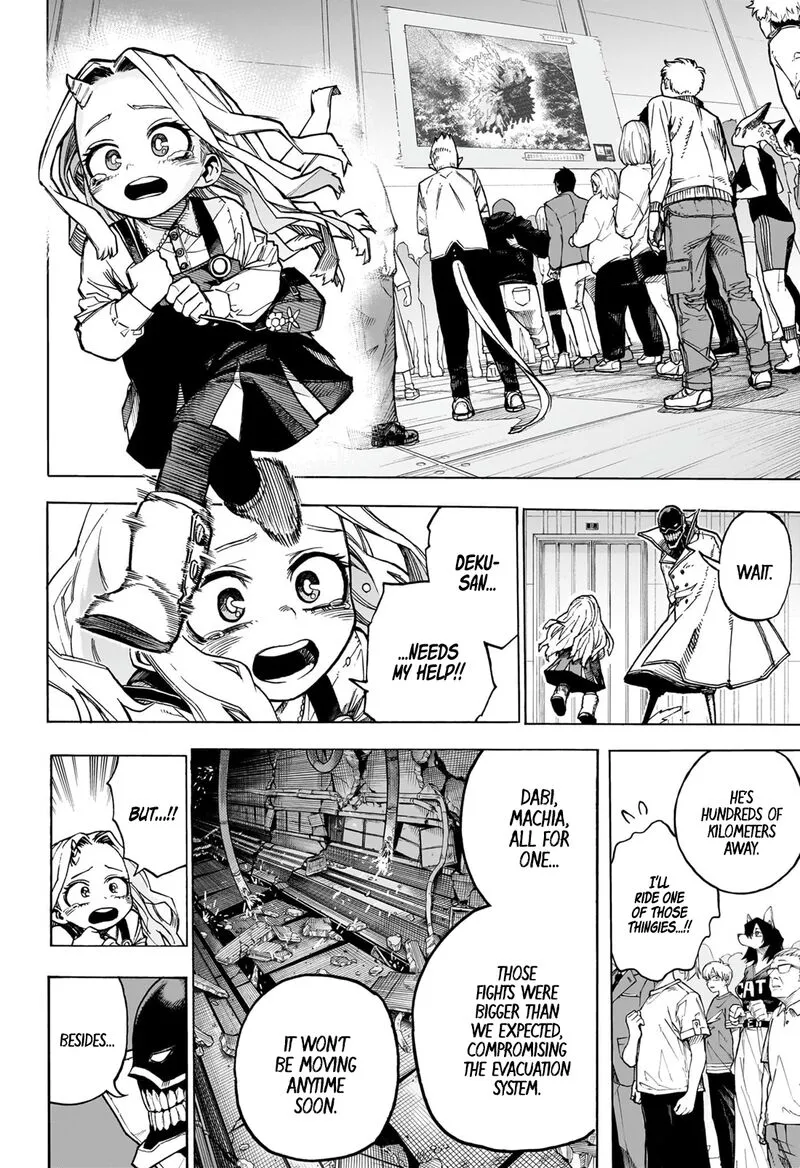 WAIT.
DEKU-
SAN...
...NEEDS
MY HELP!!
HE'S
HUNDREDS OF
KILOMETERS
AWAY.
I'LL
RIDE ONE
OF THOSE
THINGIES...!!
CAT
DABI,
MACHIA,
ALL FOR
ONE...
THOSE
FIGHTS WERE
BIGGER THAN
WE EXPECTED,
COMPROMISING
THE EVACUATION
SYSTEM.
IT WON'T
BE MOVING
ANYTIME
SOON.
BUT...!!
BESIDES...